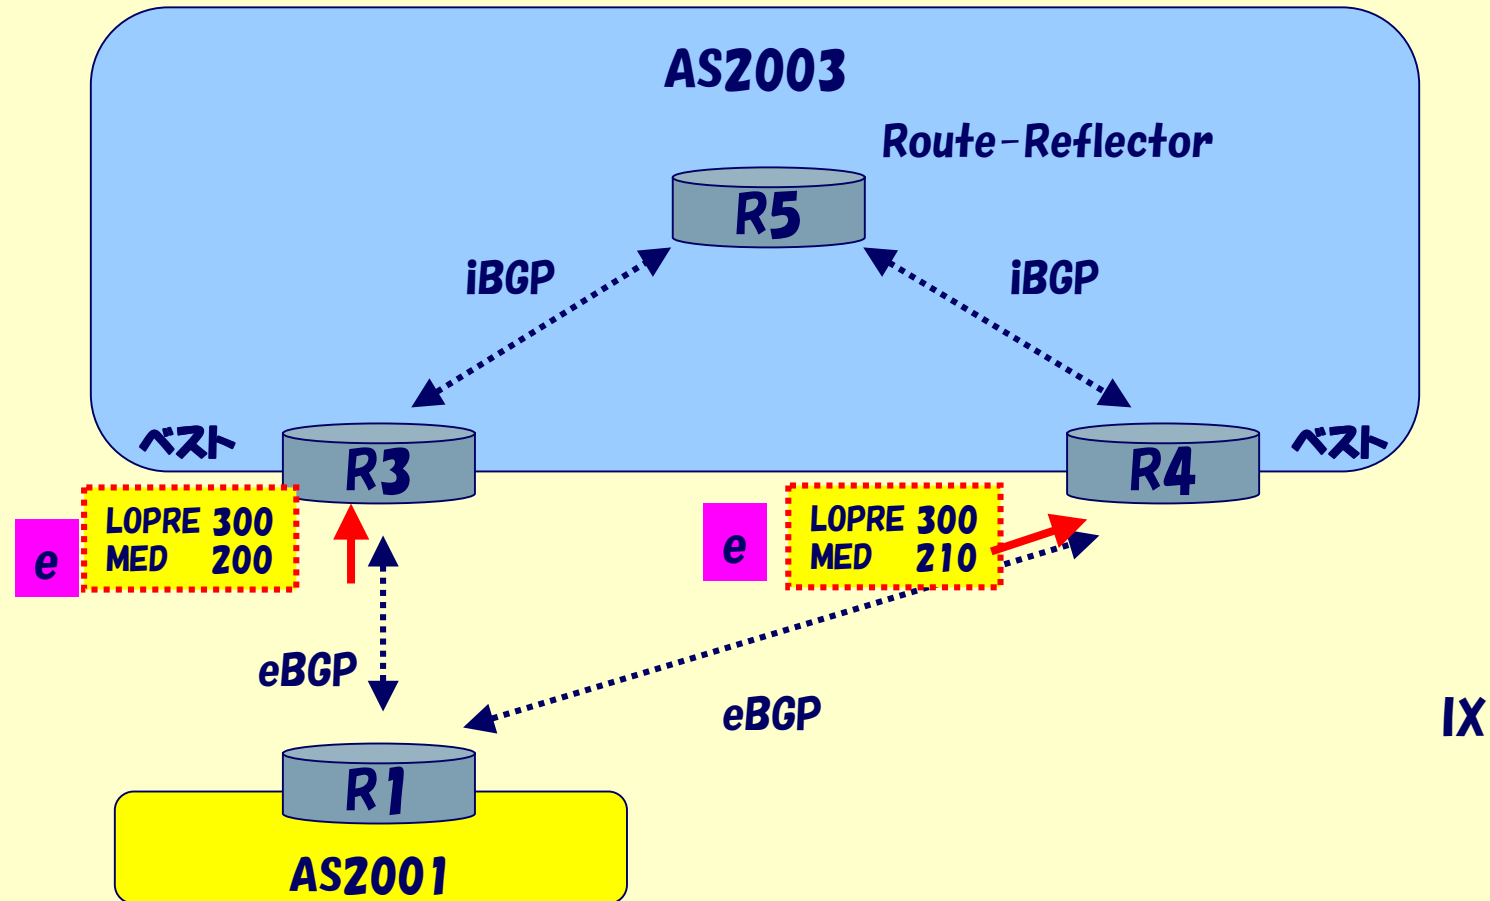 AS2003
Route-Reflector
R5
iBGP
iBGP
ベスト
R3
R4
ベスト
e
LOPRE 300
MED 200
e
LOPRE 300
MED 210
eBGP
eBGP
IX
R1
AS2001